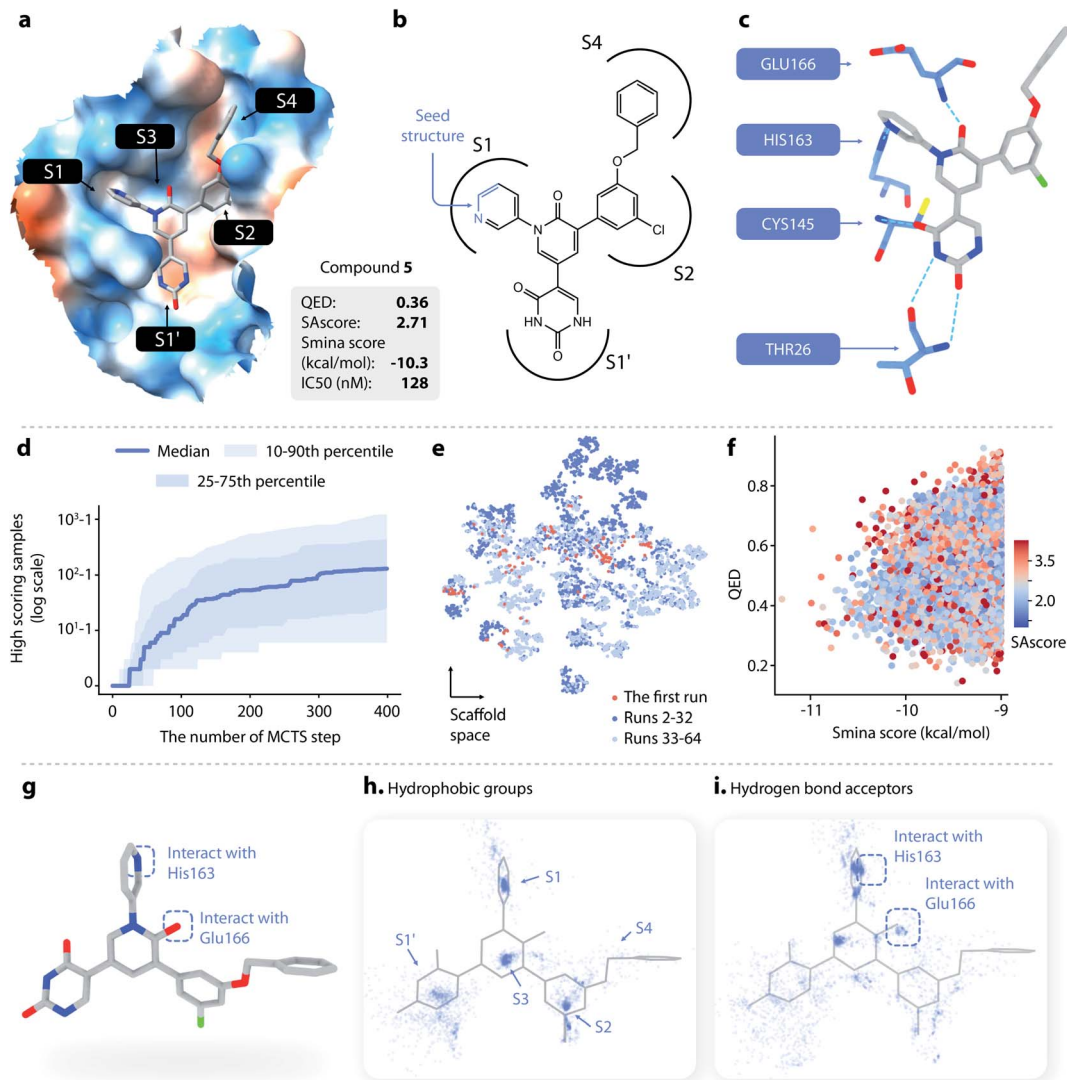 a
S4
S3
S1
S2
S1'
Compound 5
QED: 0.36
SAscore: 2.71
Smina score
(kcal/mol): -10.3
IC50 (nM): 128
b
S4
Seed
structure
S1
O
N
O
N
Cl
S2
O
NH
HN
O
S1'
c
GLU166
HIS163
CYS145
THR26
d
Median
10-90th percentile
25-75th percentile
High scoring samples
(log scale)
10³-1
10²-1
10¹-1
0
0 100 200 300 400
The number of MCTS step
e
Scaffold
space
The first run
Runs 2-32
Runs 33-64
f
QED
0.8
0.6
0.4
0.2
-11 -10 -9
Smina score (kcal/mol)
3.5
2.0
SAscore
g
Interact with
His163
Interact with
Glu166
h. Hydrophobic groups
S1
S1'
S4
S3
S2
i. Hydrogen bond acceptors
Interact with
His163
Interact with
Glu166